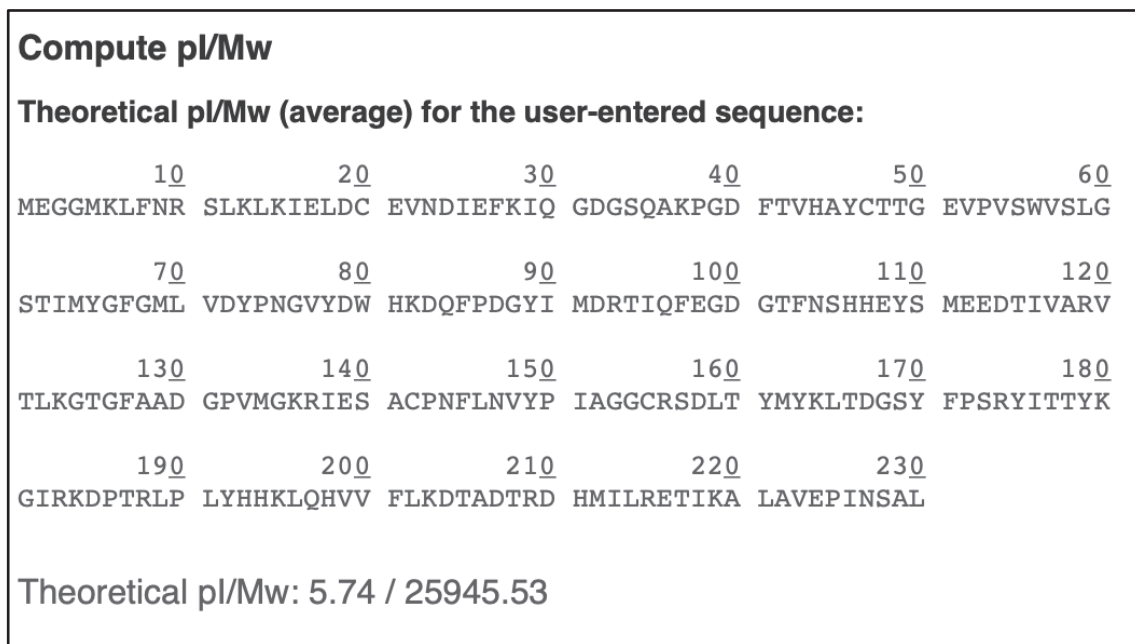 Compute pI/Mw
Theoretical pI/Mw (average) for the user-entered sequence:
10 20 30 40 50 60
MEGGMKLFNR SLKLKIELDC EVNDIEFKIQ GDGSQAKPGD FTVHAYCTTG EVPVSWVSLG
70 80 90 100 110 120
STIMYGFGML VDYPNGVYDW HKDQFPDGYI MDRTIQFEGD GTFNSHHEYS MEEDTIVARV
130 140 150 160 170 180
TLKGTGFAAD GPVMGKRIES ACPNFLNVYP IAGGCRSDLT YMYKLTDGSY FPSRYITTYK
190 200 210 220 230
GIRKDPTRLP LYHHKLQHVV FLKDTADTRD HMILRETIKA LAVEPINSAL
Theoretical pI/Mw: 5.74 / 25945.53